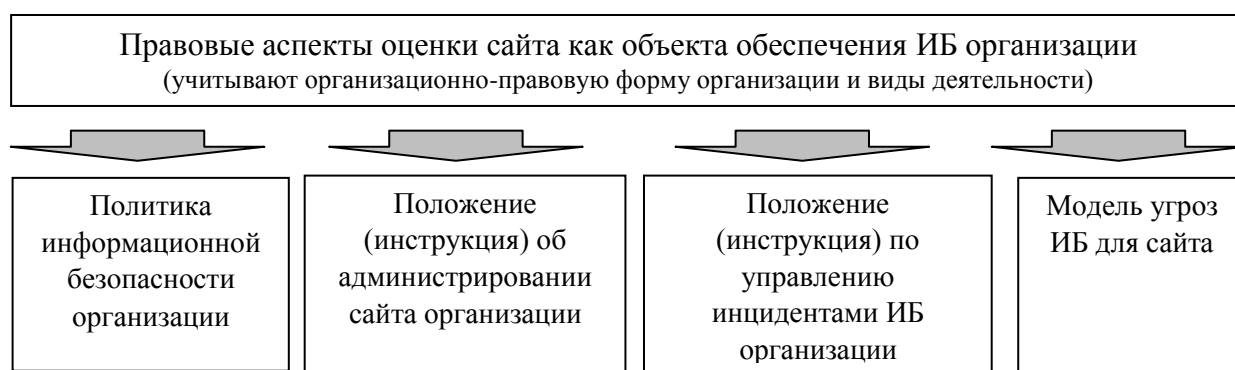 Правовые аспекты оценки сайта как объекта обеспечения ИБ организации
(учитывают организационно-правовую форму организации и виды деятельности)
Политика
информационной
безопасности
организации
Положение
(инструкция) об
администрировании
сайта организации
Положение
(инструкция) по
управлению
инцидентами ИБ
организации
Модель угроз
ИБ для сайта